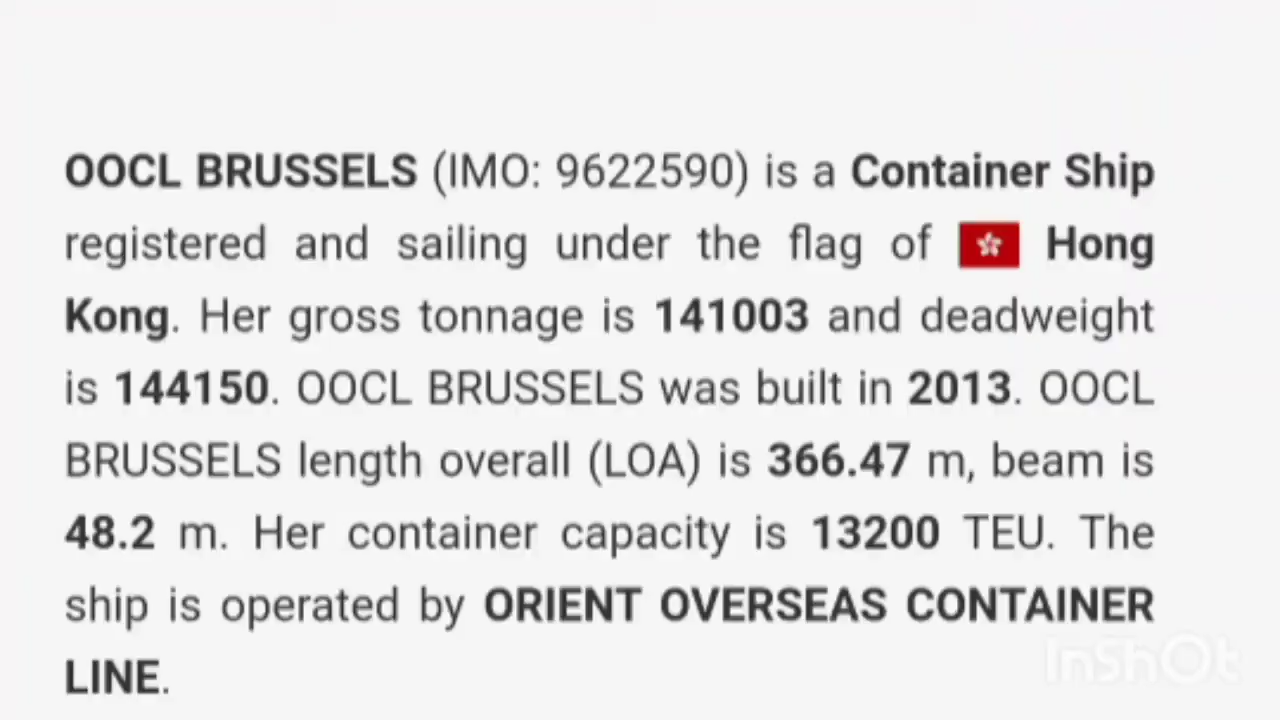 OOCL BRUSSELS (IMO: 9622590) is a Container Ship
registered and sailing under the flag of Hong
Kong. Her gross tonnage is 141003 and deadweight
is 144150. OOCL BRUSSELS was built in 2013. OOCL
BRUSSELS length overall (LOA) is 366.47 m, beam is
48.2 m. Her container capacity is 13200 TEU. The
ship is operated by ORIENT OVERSEAS CONTAINER
LINE.
InShOt